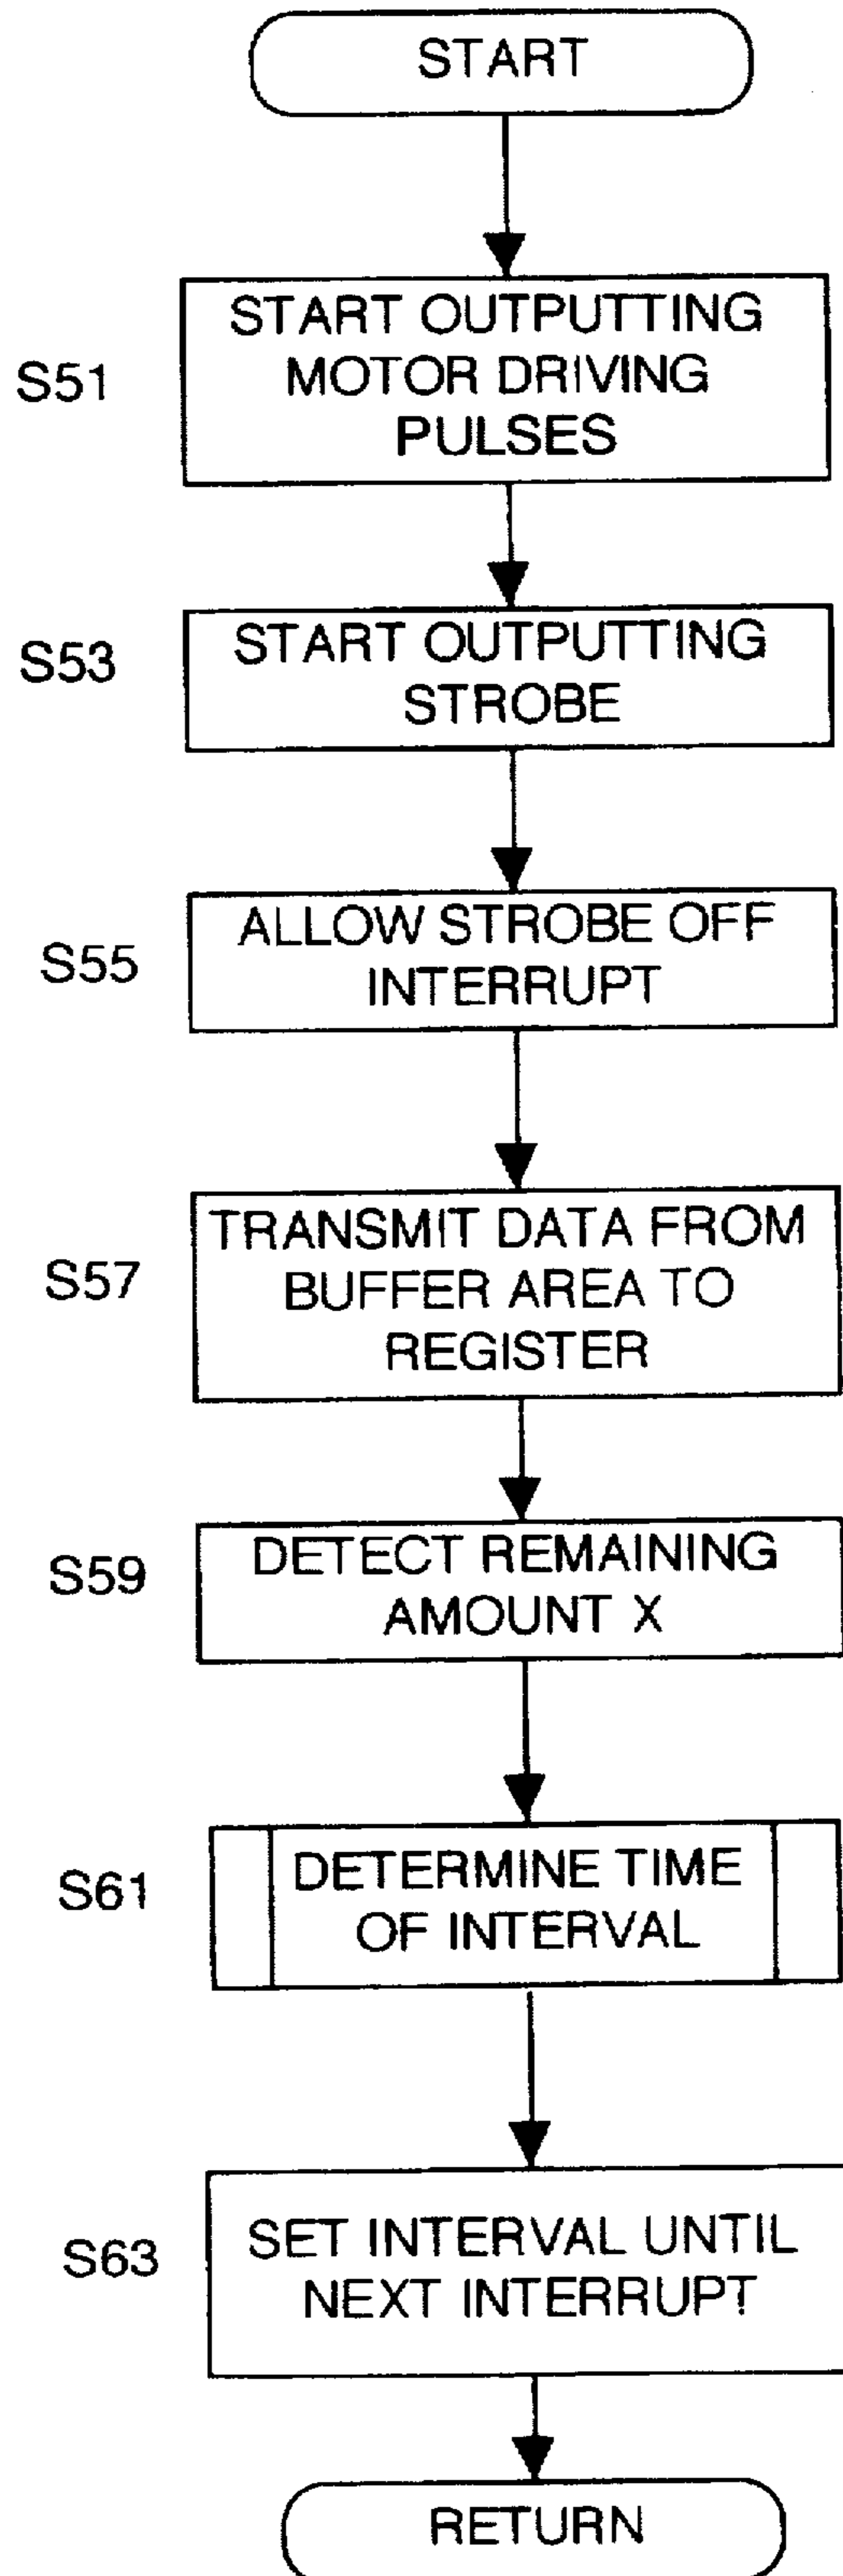 START
S51
START OUTPUTTING
MOTOR DRIVING
PULSES
S53
START OUTPUTTING
STROBE
S55
ALLOW STROBE OFF
INTERRUPT
S57
TRANSMIT DATA FROM
BUFFER AREA TO
REGISTER
S59
DETECT REMAINING
AMOUNT X
S61
DETERMINE TIME
OF INTERVAL
S63
SET INTERVAL UNTIL
NEXT INTERRUPT
RETURN